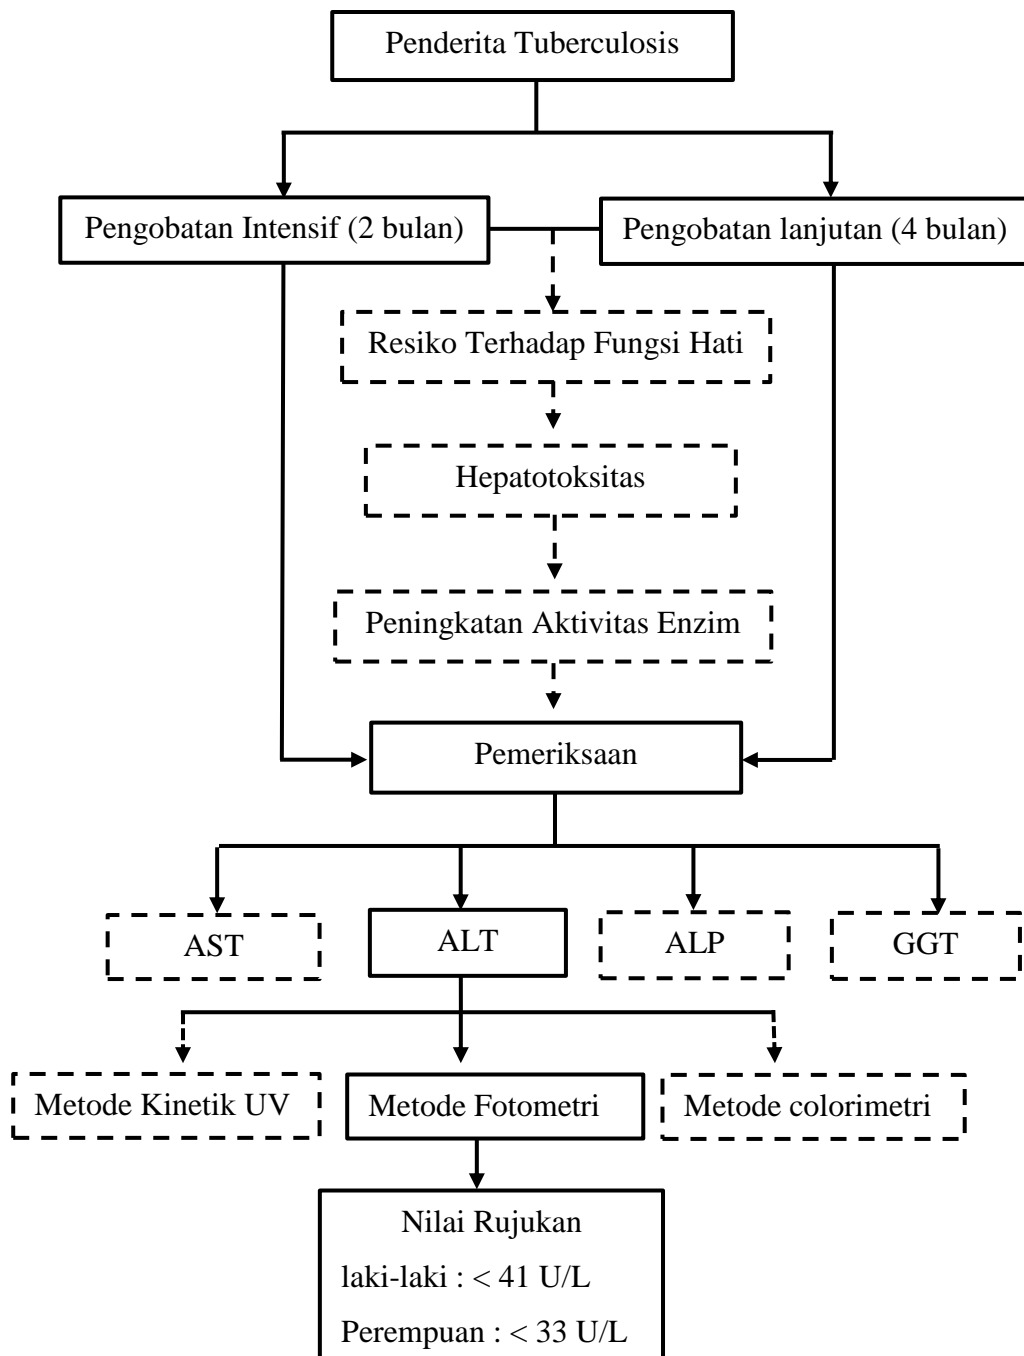 Penderita Tuberculosis
Pengobatan Intensif (2 bulan)
Pengobatan lanjutan (4 bulan)
Resiko Terhadap Fungsi Hati
Hepatotoksitas
Peningkatan Aktivitas Enzim
Pemeriksaan
AST
ALT
ALP
GGT
Metode Kinetik UV
Metode Fotometri
Metode colorimetri
Nilai Rujukan
laki-laki : < 41 U/L
Perempuan : < 33 U/L